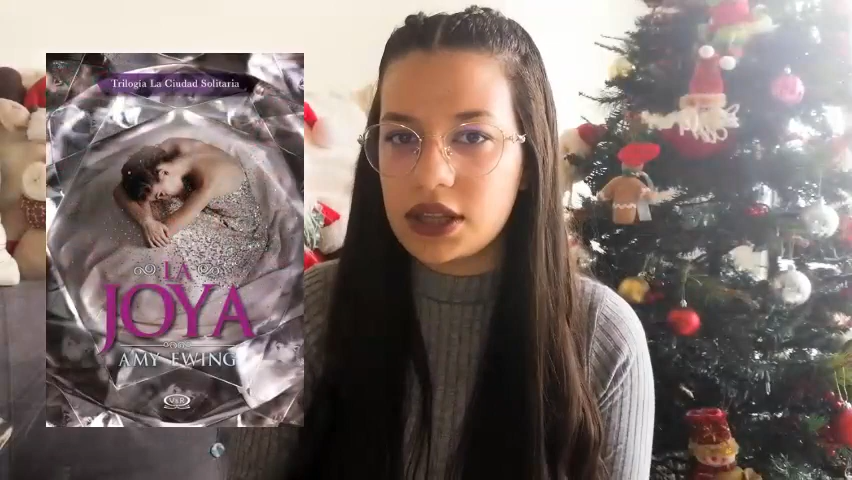 Trilogía La Ciudad Solitaria
LA
JOYA
AMY EWING
V&R